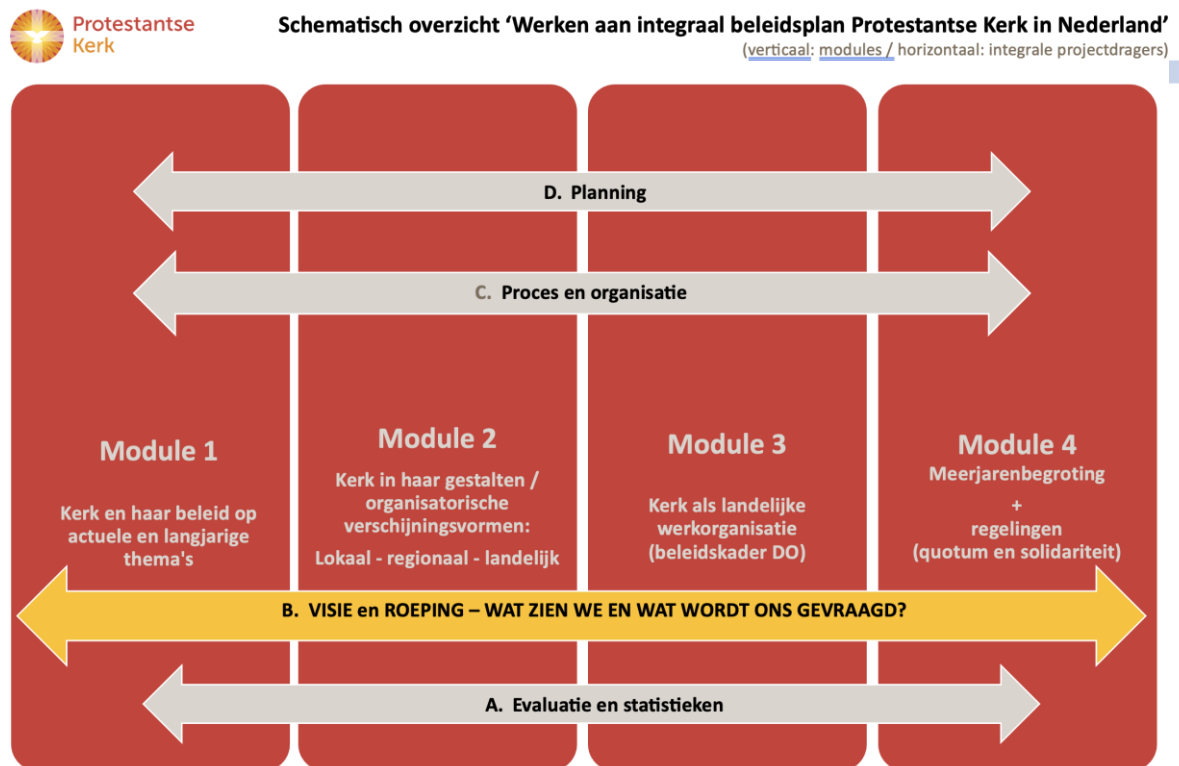 Protestantse
Kerk
Schematisch overzicht ‘Werken aan integraal beleidsplan Protestantse Kerk in Nederland’
(verticaal: modules / horizontaal: integrale projectdragers)
D. Planning
C. Proces en organisatie
Module 1
Kerk en haar beleid op
actuele en langjarige
thema's
Module 2
Kerk in haar gestalten /
organisatorische
verschijningsvormen:
Lokaal - regionaal - landelijk
Module 3
Kerk als landelijke
werkorganisatie
(beleidskader DO)
Module 4
Meerjarenbegroting
+
regelingen
(quotum en solidariteit)
B. VISIE en ROEPING – WAT ZIEN WE EN WAT WORDT ONS GEVRAAGD?
A. Evaluatie en statistieken